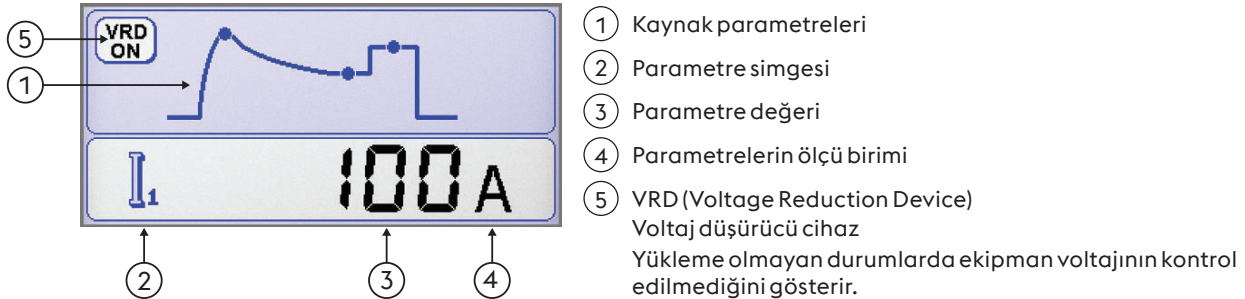 5
VRD
ON
1
I1
100 A
2
3
4
1 Kaynak parametreleri
2 Parametre simgesi
3 Parametre değeri
4 Parametrelerin ölçü birimi
5 VRD (Voltage Reduction Device)
Voltaj düşürücü cihaz
Yükleme olmayan durumlarda ekipman voltajının kontrol
edilmediğini gösterir.